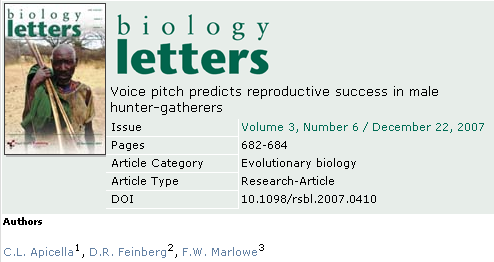 biology
letters
biology
letters
Voice pitch predicts reproductive success in male
hunter-gatherers
Issue Volume 3, Number 6 / December 22, 2007
Pages 682-684
Article Category Evolutionary biology
Article Type Research-Article
DOI 10.1098/rsbl.2007.0410
Authors
C.L. Apicella1, D.R. Feinberg2, F.W. Marlowe3